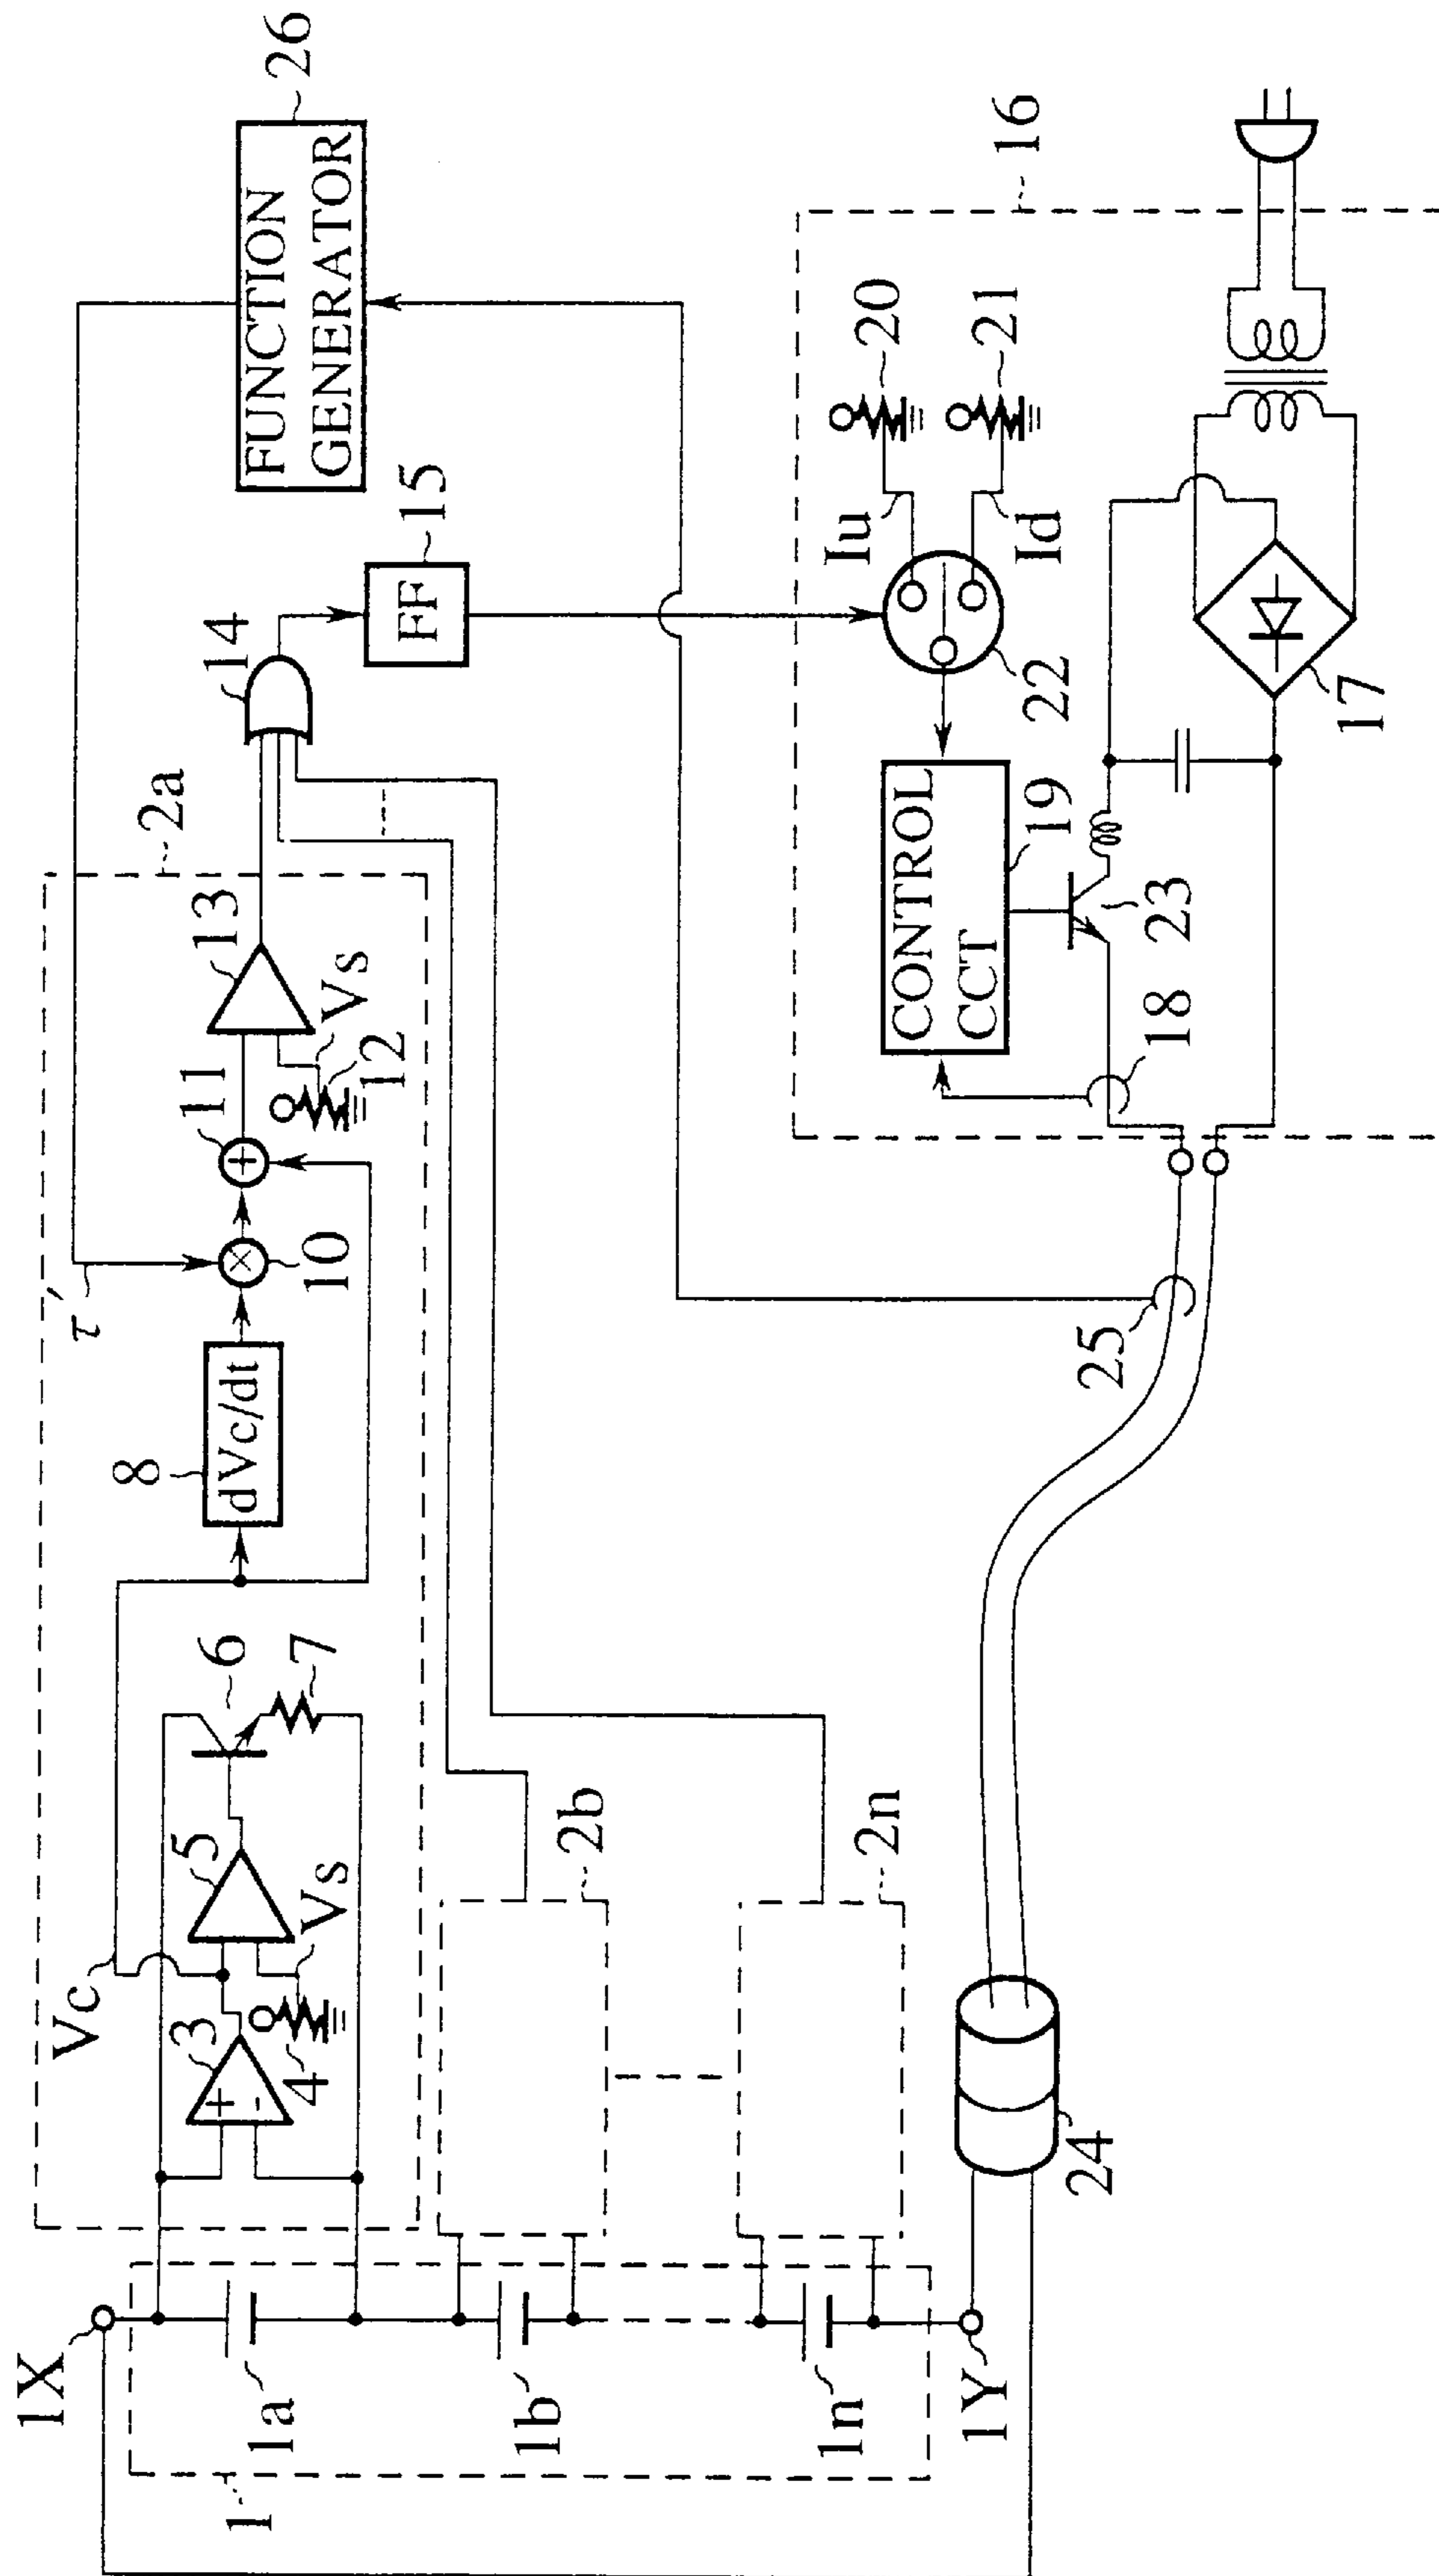 1X
1
1a
1b
1n
1Y
Vc
3
4
Vs
5
6
7
8
dVc/dt
τ′
10
11
12
Vs
13
2a
2b
2n
14
FF
15
FUNCTION
GENERATOR
26
24
25
16
CONTROL
CCT
19
18
23
22
Iu
Id
20
21
17